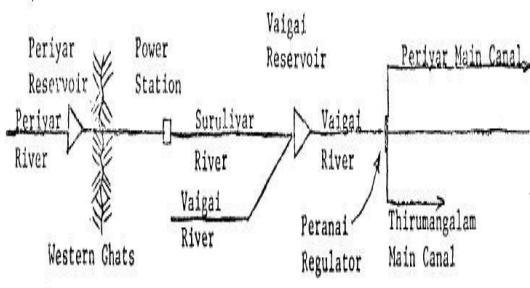 Periyar
Reservoir
Power
Station
Vaigai
Reservoir
Periyar Main Canal
Periyar
River
Suruliyar
River
Vaigai
River
Vaigai
River
Western Ghats
Peranai
Regulator
Thirumangalam
Main Canal